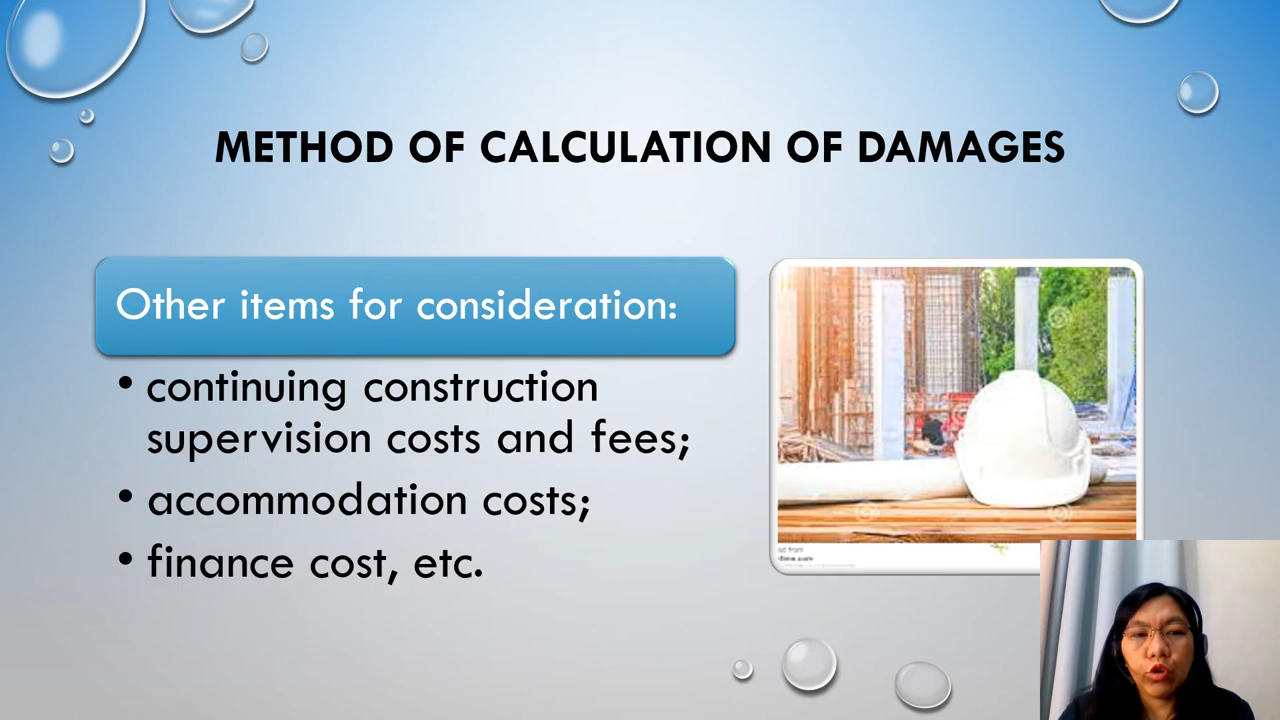 METHOD OF CALCULATION OF DAMAGES
Other items for consideration:
• continuing construction
supervision costs and fees;
• accommodation costs;
• finance cost, etc.